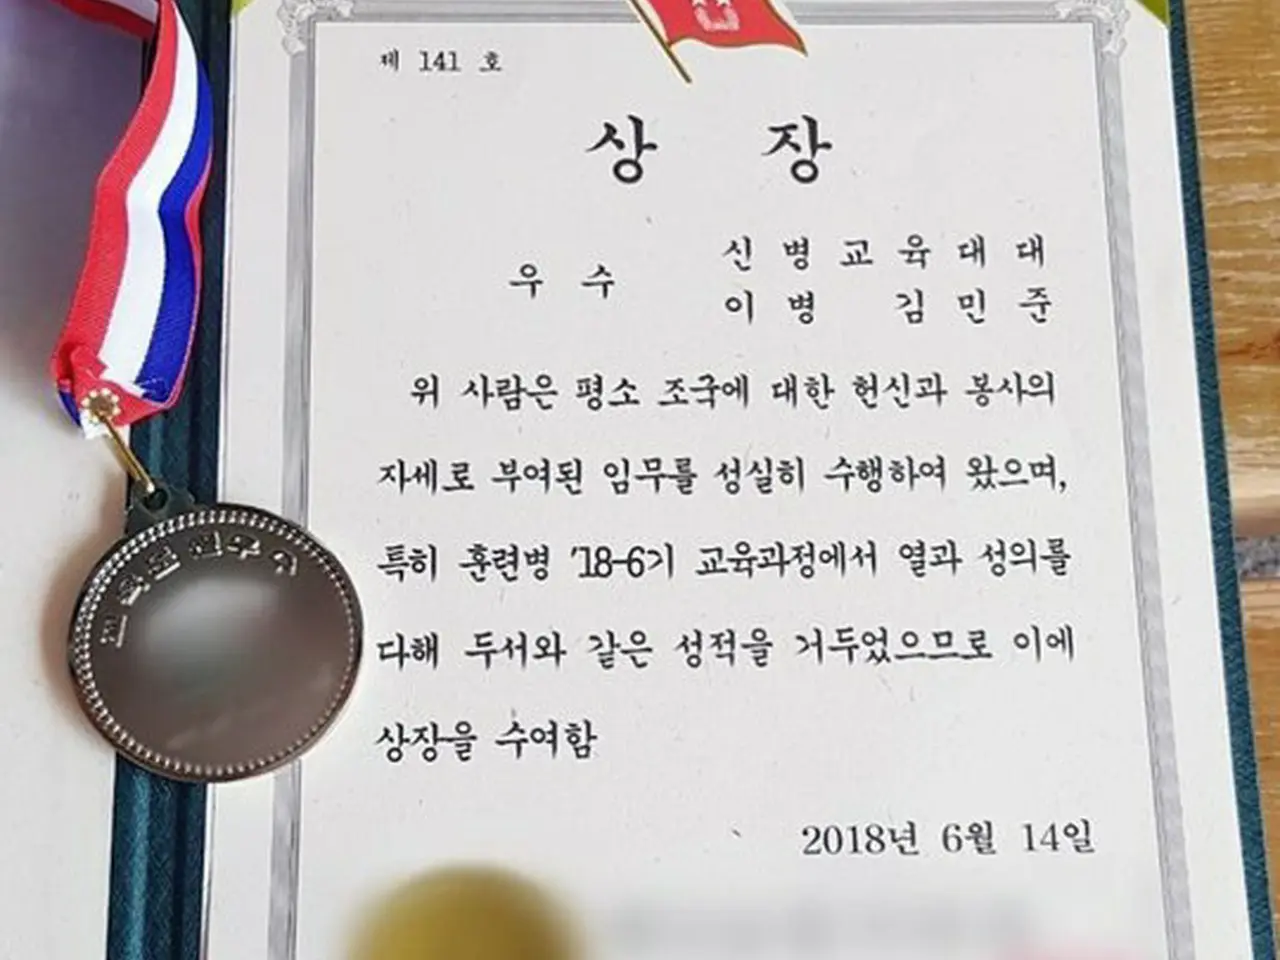 제 141 호
상 장
우 수
신병교육대대
이병 김민준
위 사람은 평소 조국에 대한 헌신과 봉사의
자세로 부여된 임무를 성실히 수행하여 왔으며,
특히 훈련병 '18-6기 교육과정에서 열과 성의를
다해 두서와 같은 성적을 거두었으므로 이에
상장을 수여함
2018년 6월 14일